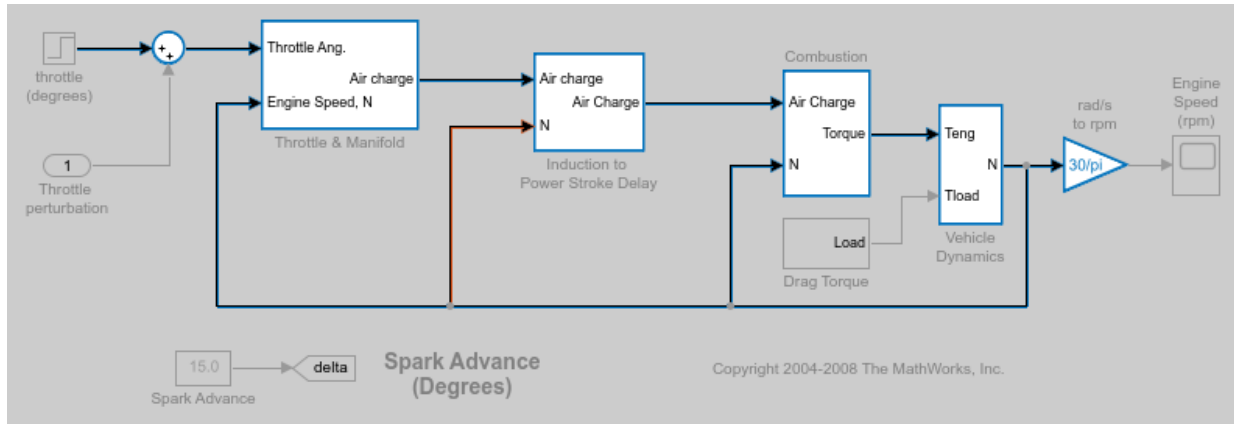 throttle
(degrees)
+
+
Throttle Ang.
Air charge
Engine Speed, N
Throttle & Manifold
1
Throttle
perturbation
Air charge
Air Charge
N
Induction to
Power Stroke Delay
Combustion
Air Charge
Torque
N
Load
Drag Torque
Teng
N
Tload
Vehicle
Dynamics
rad/s
to rpm
30/pi
Engine
Speed
(rpm)
15.0
Spark Advance
delta
Spark Advance
(Degrees)
Copyright 2004-2008 The MathWorks, Inc.